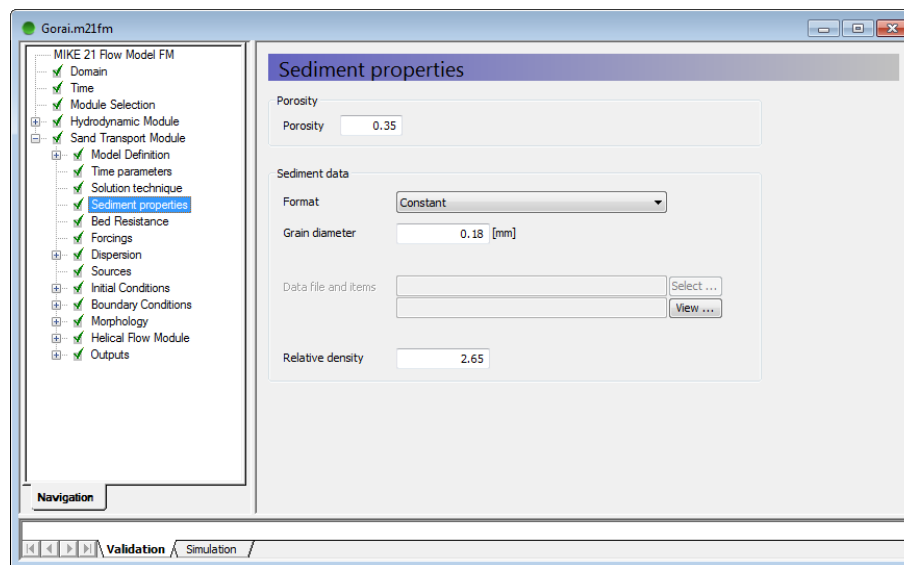 Gorai.m21fm
MIKE 21 Flow Model FM
Domain
Time
Module Selection
Hydrodynamic Module
Sand Transport Module
Model Definition
Time parameters
Solution technique
Sediment properties
Bed Resistance
Forcings
Dispersion
Sources
Initial Conditions
Boundary Conditions
Morphology
Helical Flow Module
Outputs
Navigation
Sediment properties
Porosity
Porosity 0.35
Sediment data
Format Constant
Grain diameter 0.18 [mm]
Data file and items Select ...
View ...
Relative density 2.65
Validation Simulation